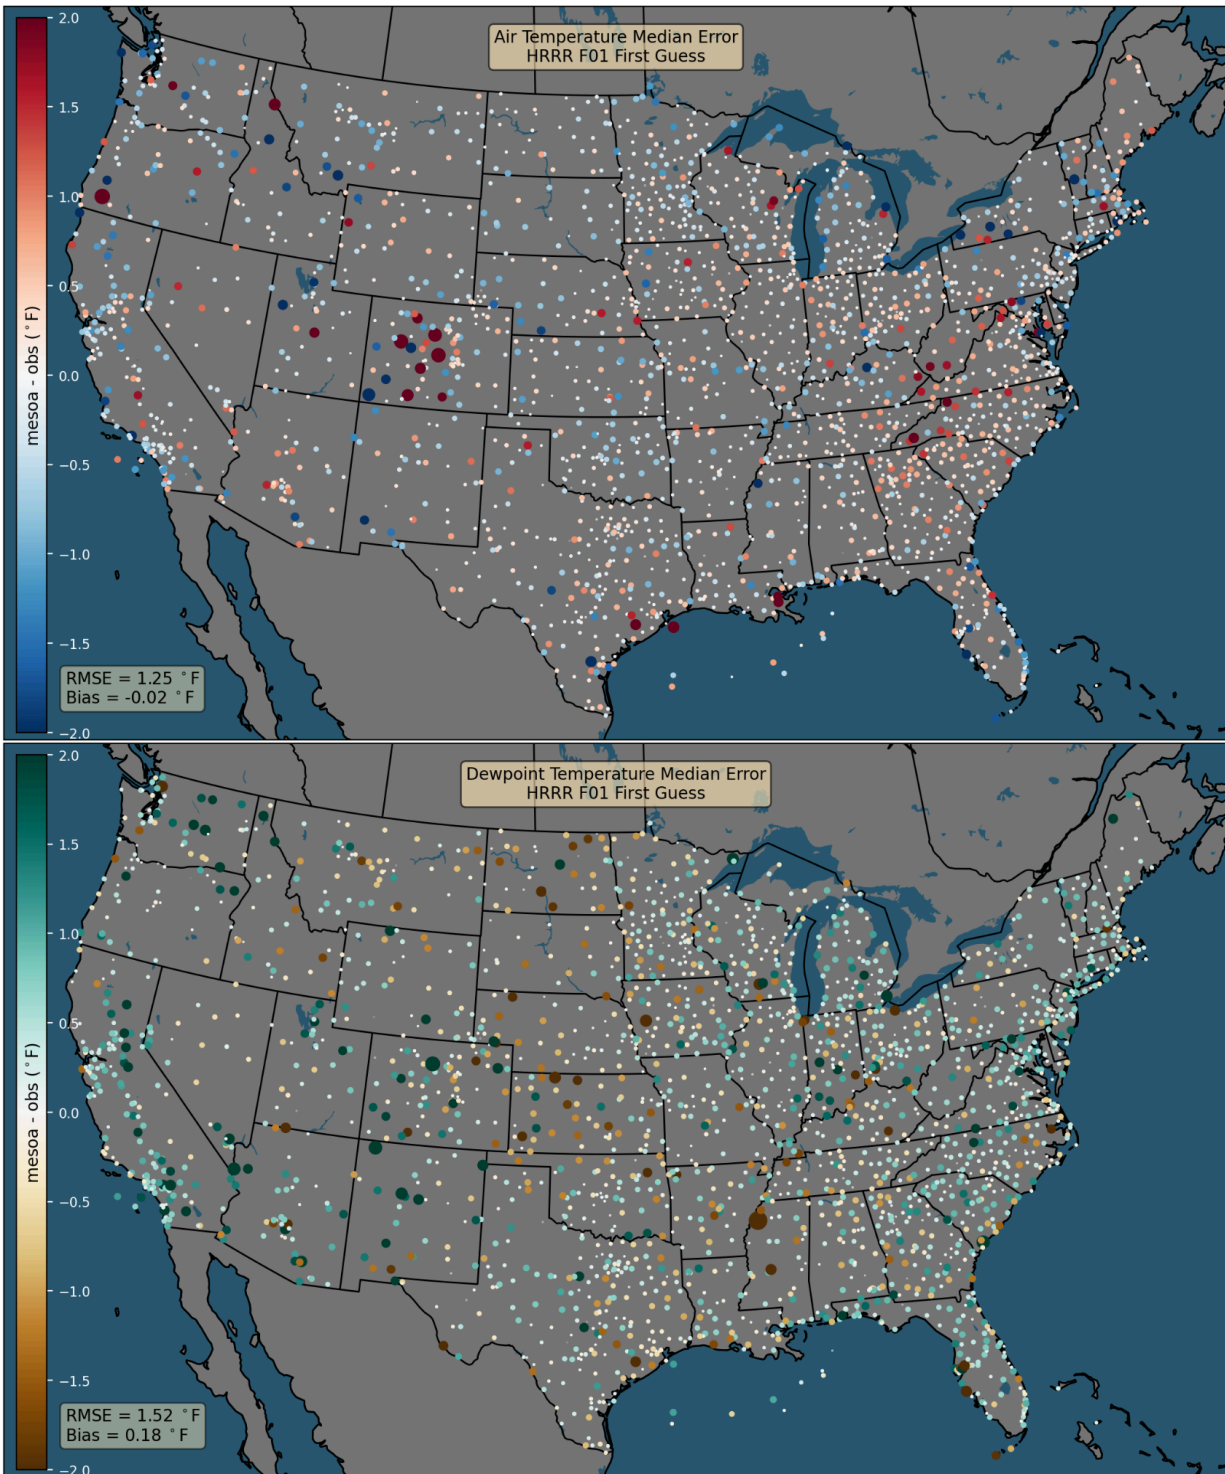 Air Temperature Median Error
HRRR F01 First Guess
2.0
1.5
1.0
0.5
0.0
−0.5
−1.0
−1.5
−2.0
mesoa - obs (°F)
RMSE = 1.25 °F
Bias = -0.02 °F
Dewpoint Temperature Median Error
HRRR F01 First Guess
2.0
1.5
1.0
0.5
0.0
−0.5
−1.0
−1.5
−2.0
mesoa - obs (°F)
RMSE = 1.52 °F
Bias = 0.18 °F